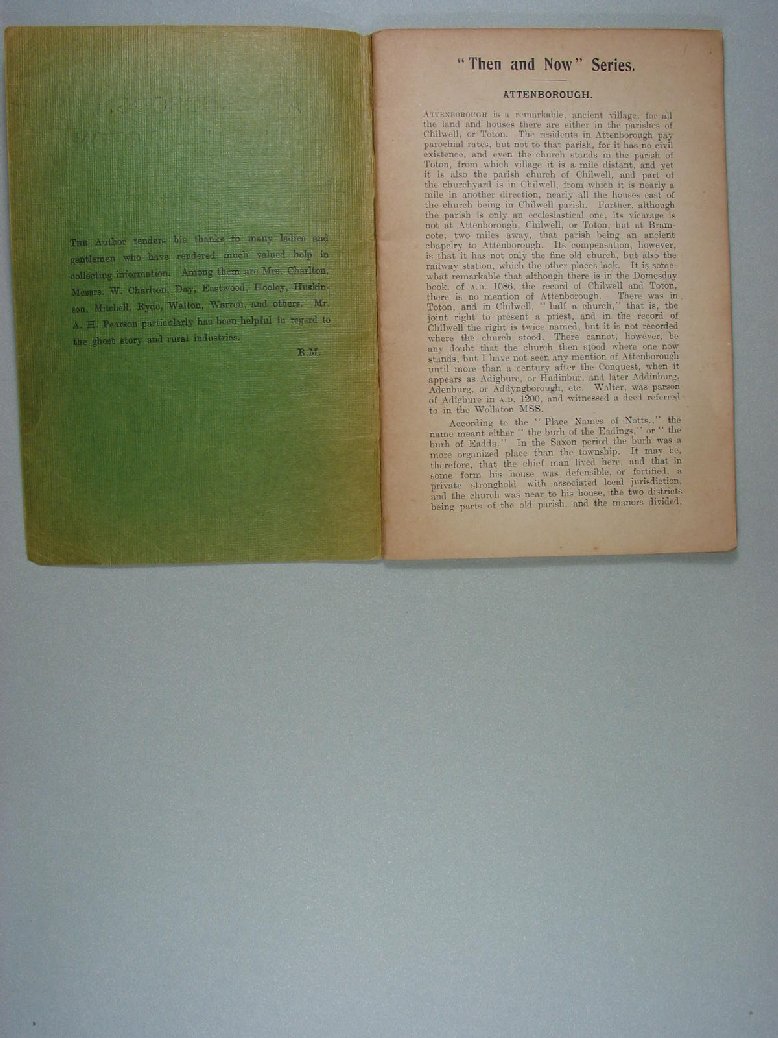 THE Author tenders his thanks to many ladies and
gentlemen who have rendered much valued help in
collecting information. Among them are Mrs. Charlton,
Messrs. W. Charlton, Day, Eastwood, Hooley, Huskin-
son, Mitchell, Ryde, Walton, Warren, and others. Mr.
A. H. Pearson particularly has been helpful in regard to
the ghost story and rural industries.
R.M.
"Then and Now" Series.
ATTENBOROUGH.
ATTENBOROUGH is a remarkable, ancient village, for all
the land and houses there are either in the parishes of
Chilwell, or Toton. The residents in Attenborough pay
parochial rates, but not to that parish, for it has no civil
existence, and even the church stands in the parish of
Toton, from which village it is a mile distant, and yet
it is also the parish church of Chilwell, and part of
the churchyard is in Chilwell, from which it is nearly a
mile in another direction, nearly all the houses east of
the church being in Chilwell parish. Further, although
the parish is only an ecclesiastical one, its vicarage is
not at Attenborough, Chilwell, or Toton, but at Bram-
cote, two miles away, that parish being an ancient
chapelry to Attenborough. Its compensation, however,
is that it has not only the fine old church, but also the
railway station, which the other places lack. It is some-
what remarkable that although there is in the Domesday
book, of A.D. 1086, the record of Chilwell and Toton,
there is no mention of Attenborough. There was in
Toton, and in Chilwell, "half a church," that is, the
joint right to present a priest, and in the record of
Chilwell the right is twice named, but it is not recorded
where the church stood. There cannot, however, be
any doubt that the church then stood where one now
stands, but I have not seen any mention of Attenborough
until more than a century after the Conquest, when it
appears as Adigbure, or Hadinbur, and later Addinburg,
Adenburg, or Addyngborough, etc. Walter, was parson
of Adigbure in A.D. 1200, and witnessed a deed referred
to in the Wollaton MSS.
According to the "Place Names of Notts.," the
name meant either "the burh of the Eadings," or "the
burh of Eadda." In the Saxon period the burh was a
more organized place than the township. It may be,
therefore, that the chief man lived here, and that in
some form his house was defensible, or fortified, a
private stronghold with associated local jurisdiction,
and the church was near to his house, the two districts
being parts of the old parish, and the manors divided,